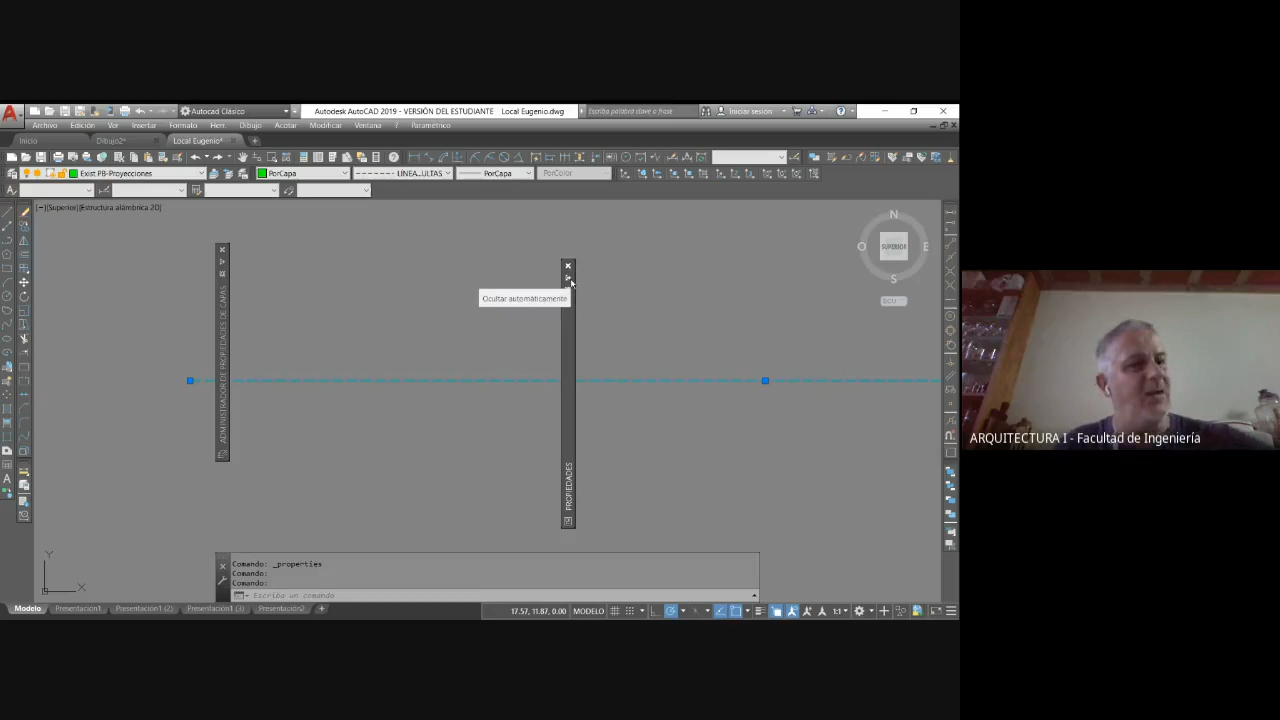 Autocad Clásico
Autodesk AutoCAD 2019 - VERSIÓN DEL ESTUDIANTE Local Eugenio.dwg
Escriba palabra clave o frase
Iniciar sesión
Archivo Edición Ver Insertar Formato Herr. Dibujo Acotar Modificar Ventana ? Paramétrico
Inicio Dibujo2* Local Eugenio*
Exist PB-Proyecciones
PorCapa
LÍNEA...ULTAS
PorCapa
PorColor
[−][Superior][Estructura alámbrica 2D]
N
O SUPERIOR E
S
SCU
ADMINISTRADOR DE PROPIEDADES DE CAPAS
Ocultar automáticamente
PROPIEDADES
ARQUITECTURA I - Facultad de Ingeniería
Y
X
Comando: _properties
Comando:
Comando:
Escriba un comando
Modelo Presentación1 Presentación1 (2) Presentación1 (3) Presentación2 +
17.57, 11.87, 0.00 MODELO 1:1